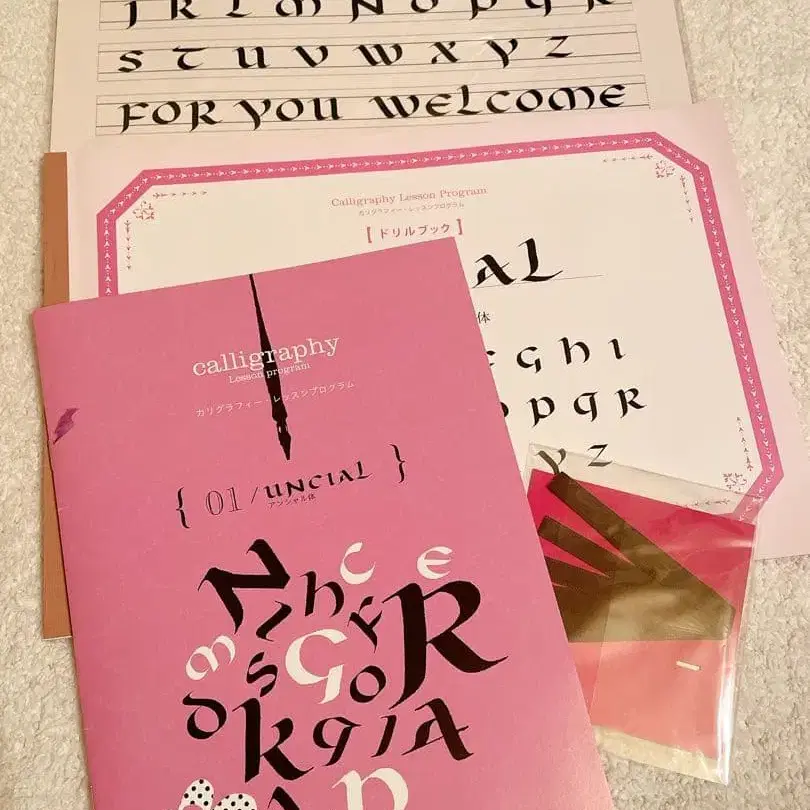 J K L M N O P Q R
S T U V W X Y Z
FOR YOU WELCOME
Calligraphy Lesson Program
カリグラフィー・レッスンプログラム
[ドリルブック]
AL
体
F G H I
O P Q R
Y Z
calligraphy
Lesson program
カリグラフィー・レッスンプログラム
{ 01 / UNCIAL }
アンシャル体
N I h C E
m S G F R
d k o q I A
A P